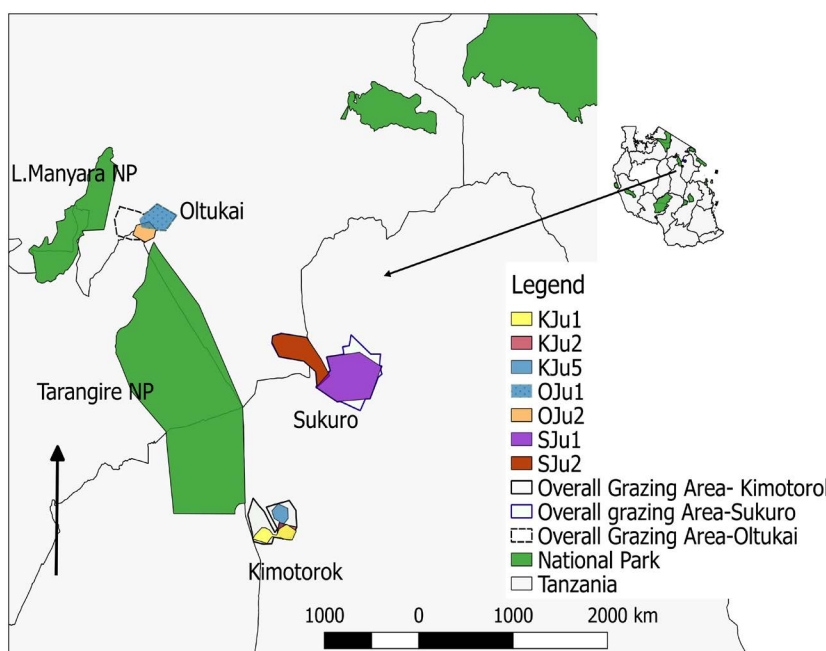 L.Manyara NP
Oltukai
Tarangire NP
Sukuro
Kimotorok
Legend
KJu1
KJu2
KJu5
OJu1
OJu2
SJu1
SJu2
Overall Grazing Area- Kimotorok
Overall grazing Area-Sukuro
Overall Grazing Area-Oltukai
National Park
Tanzania
1000 0 1000 2000 km